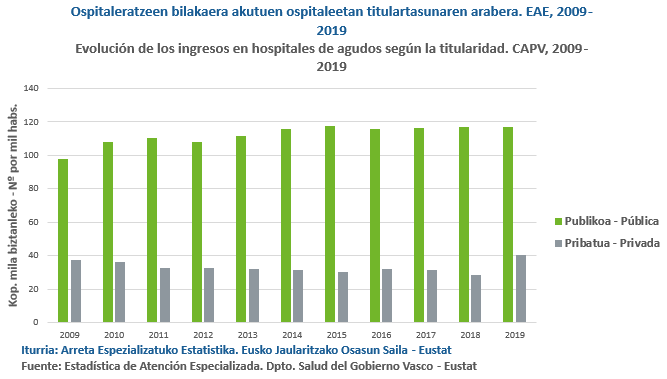 Ospitaleratzeen bilakaera akutuen ospitaleetan titulartasunaren arabera. EAE, 2009-
2019
Evolución de los ingresos en hospitales de agudos según la titularidad. CAPV, 2009-
2019
Kop. mila biztanleko - Nº por mil habs.
140
120
100
80
60
40
20
0
2009 2010 2011 2012 2013 2014 2015 2016 2017 2018 2019
Publikoa - Pública
Pribatua - Privada
Iturria: Arreta Espezializatuko Estatistika. Eusko Jaularitzako Osasun Saila - Eustat
Fuente: Estadística de Atención Especializada. Dpto. Salud del Gobierno Vasco - Eustat